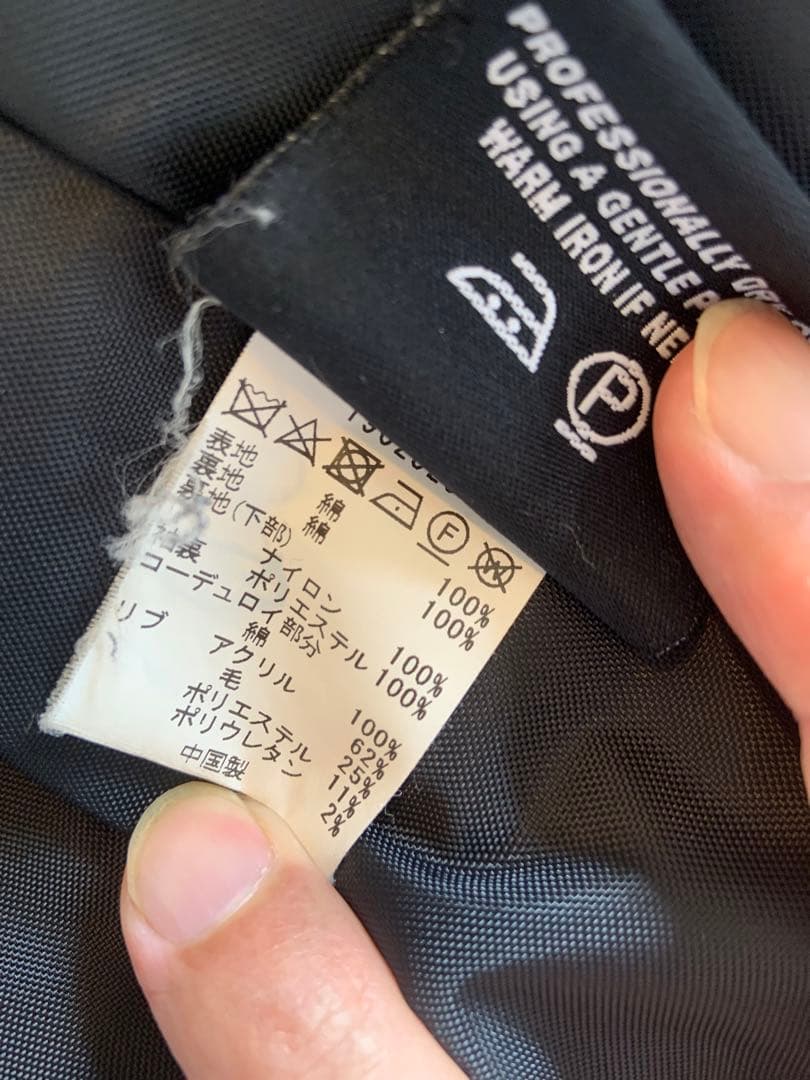 PROFESSIONALLY
USING A GENTLE
WARM IRON IF
P
F
W
表地 綿 100%
裏地 綿 100%
裏地(下部) ナイロン 100%
袖裏 ポリエステル 100%
コーデュロイ部分
綿 100%
リブ アクリル 62%
毛 25%
ポリエステル 11%
ポリウレタン 2%
中国製